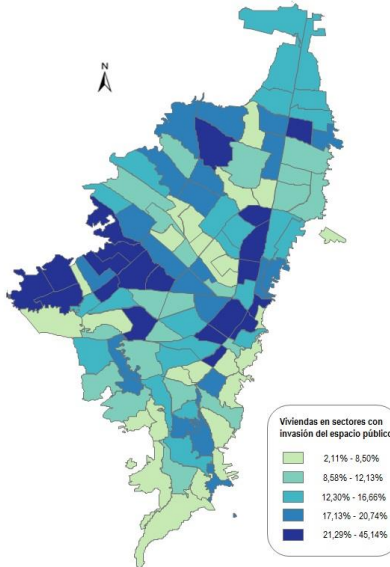 N
Viviendas en sectores con
invasión del espacio público
2,11% - 8,50%
8,58% - 12,13%
12,30% - 16,66%
17,13% - 20,74%
21,29% - 45,14%